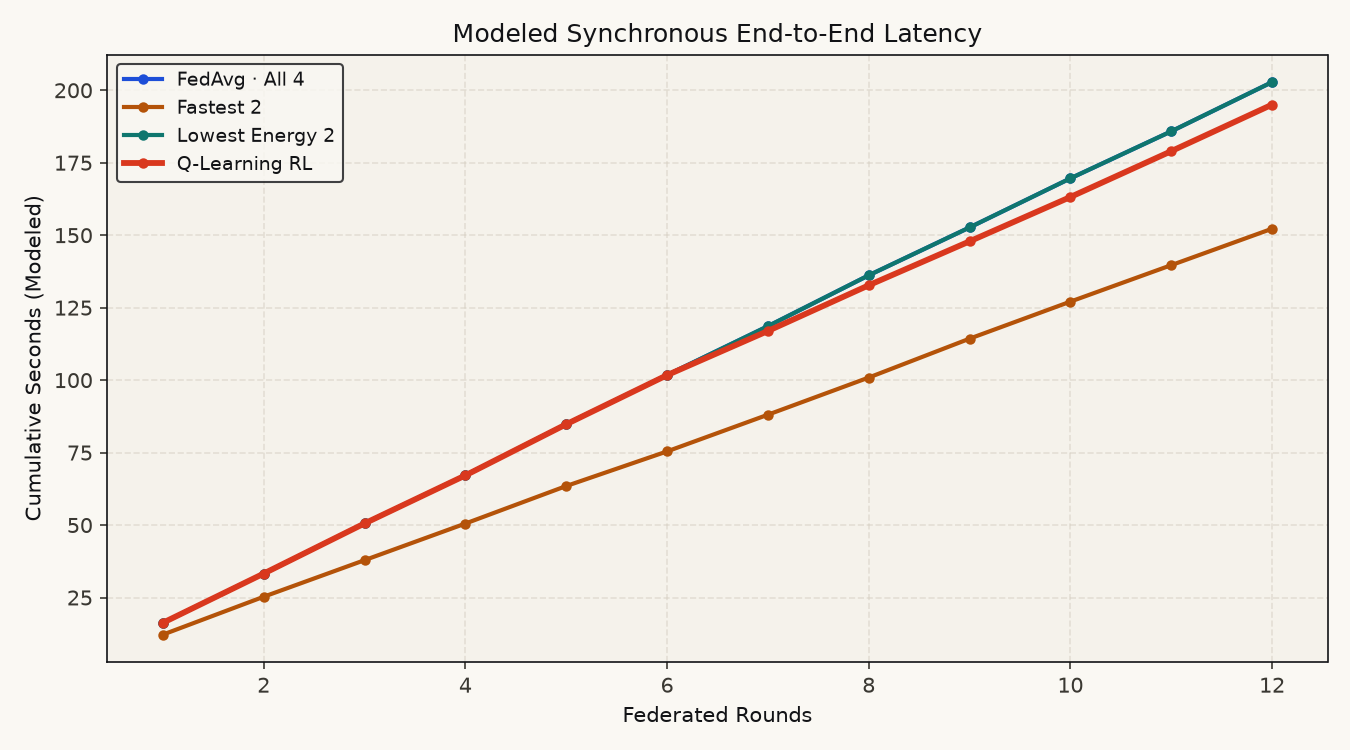 Modeled Synchronous End-to-End Latency
FedAvg · All 4
Fastest 2
Lowest Energy 2
Q-Learning RL
Cumulative Seconds (Modeled)
200
175
150
125
100
75
50
25
2 4 6 8 10 12
Federated Rounds